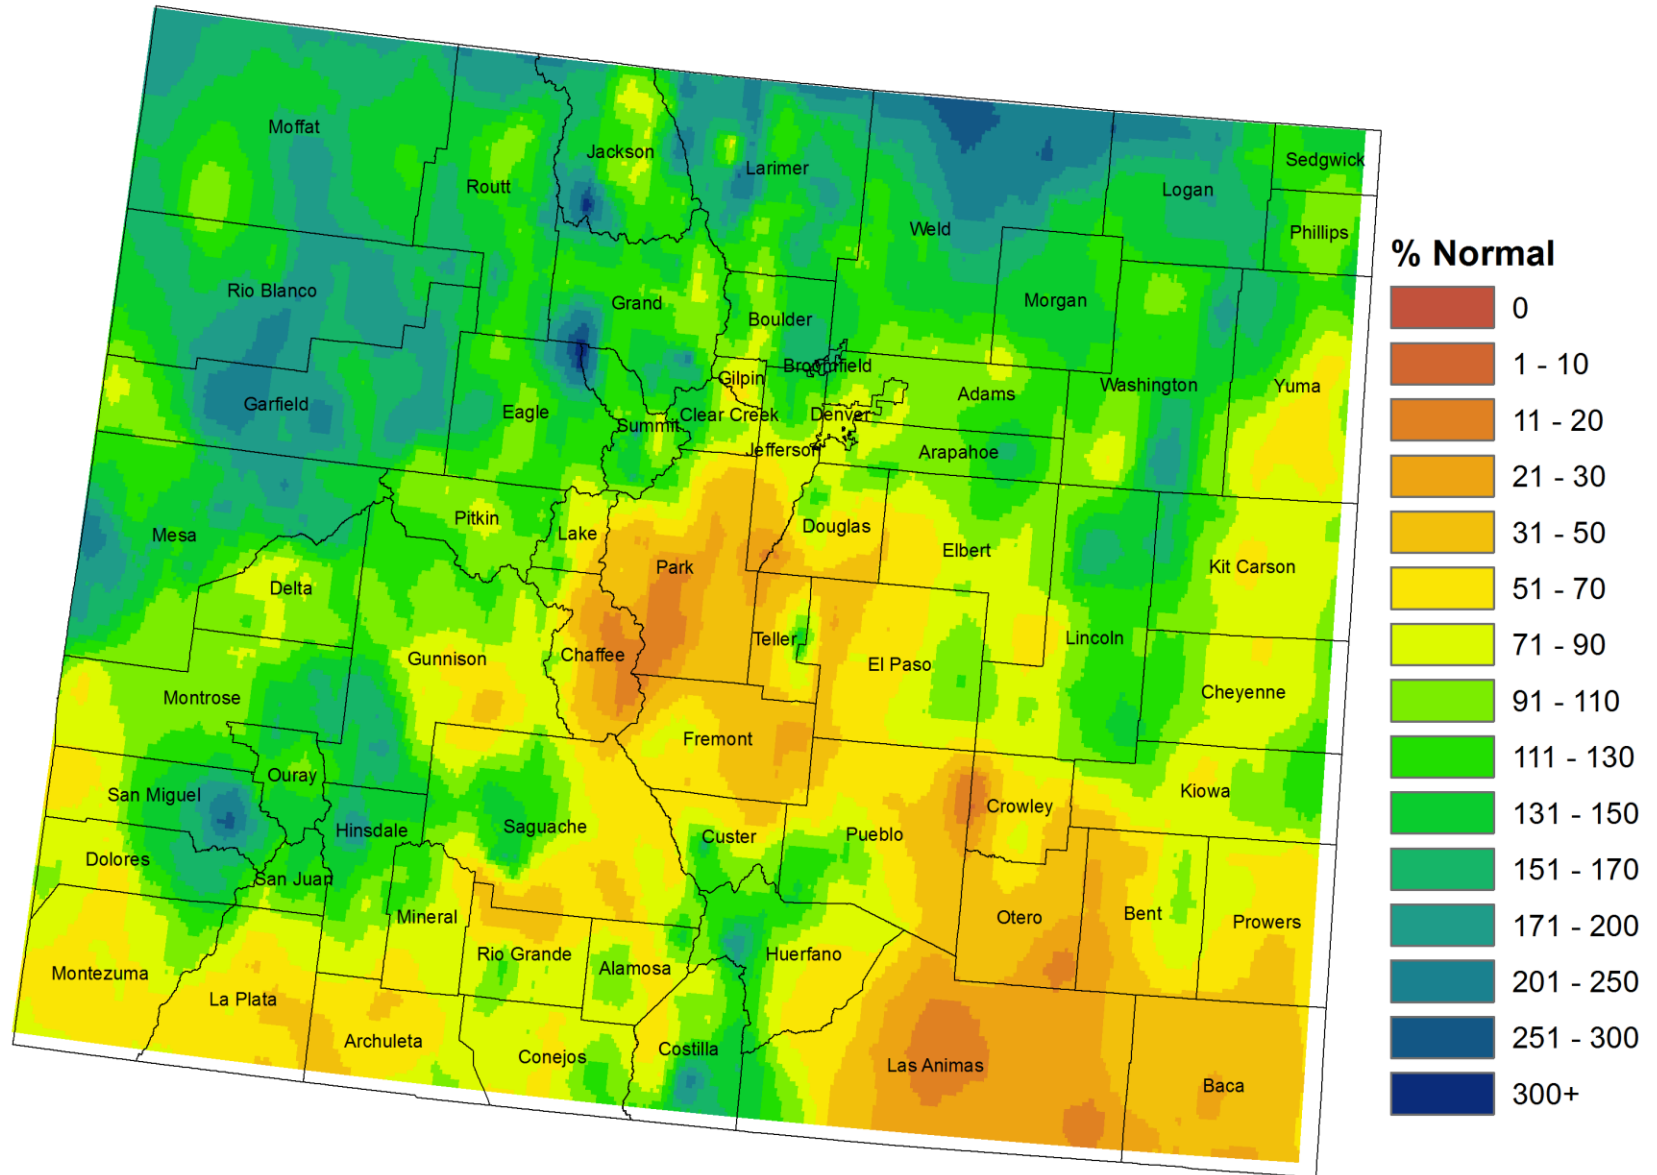 Moffat
Routt
Jackson
Larimer
Weld
Logan
Sedgwick
Phillips
Rio Blanco
Grand
Boulder
Morgan
% Normal
Garfield
Eagle
Summit
Gilpin
Clear Creek
Broomfield
Denver
Jefferson
Adams
Arapahoe
Washington
Yuma
Mesa
Pitkin
Lake
Park
Douglas
Elbert
Kit Carson
Delta
Gunnison
Chaffee
Teller
El Paso
Lincoln
Cheyenne
Montrose
Fremont
Ouray
San Miguel
Hinsdale
Saguache
Custer
Pueblo
Crowley
Kiowa
Dolores
San Juan
Mineral
Rio Grande
Alamosa
Huerfano
Otero
Bent
Prowers
Montezuma
La Plata
Archuleta
Conejos
Costilla
Las Animas
Baca
0
1 - 10
11 - 20
21 - 30
31 - 50
51 - 70
71 - 90
91 - 110
111 - 130
131 - 150
151 - 170
171 - 200
201 - 250
251 - 300
300+